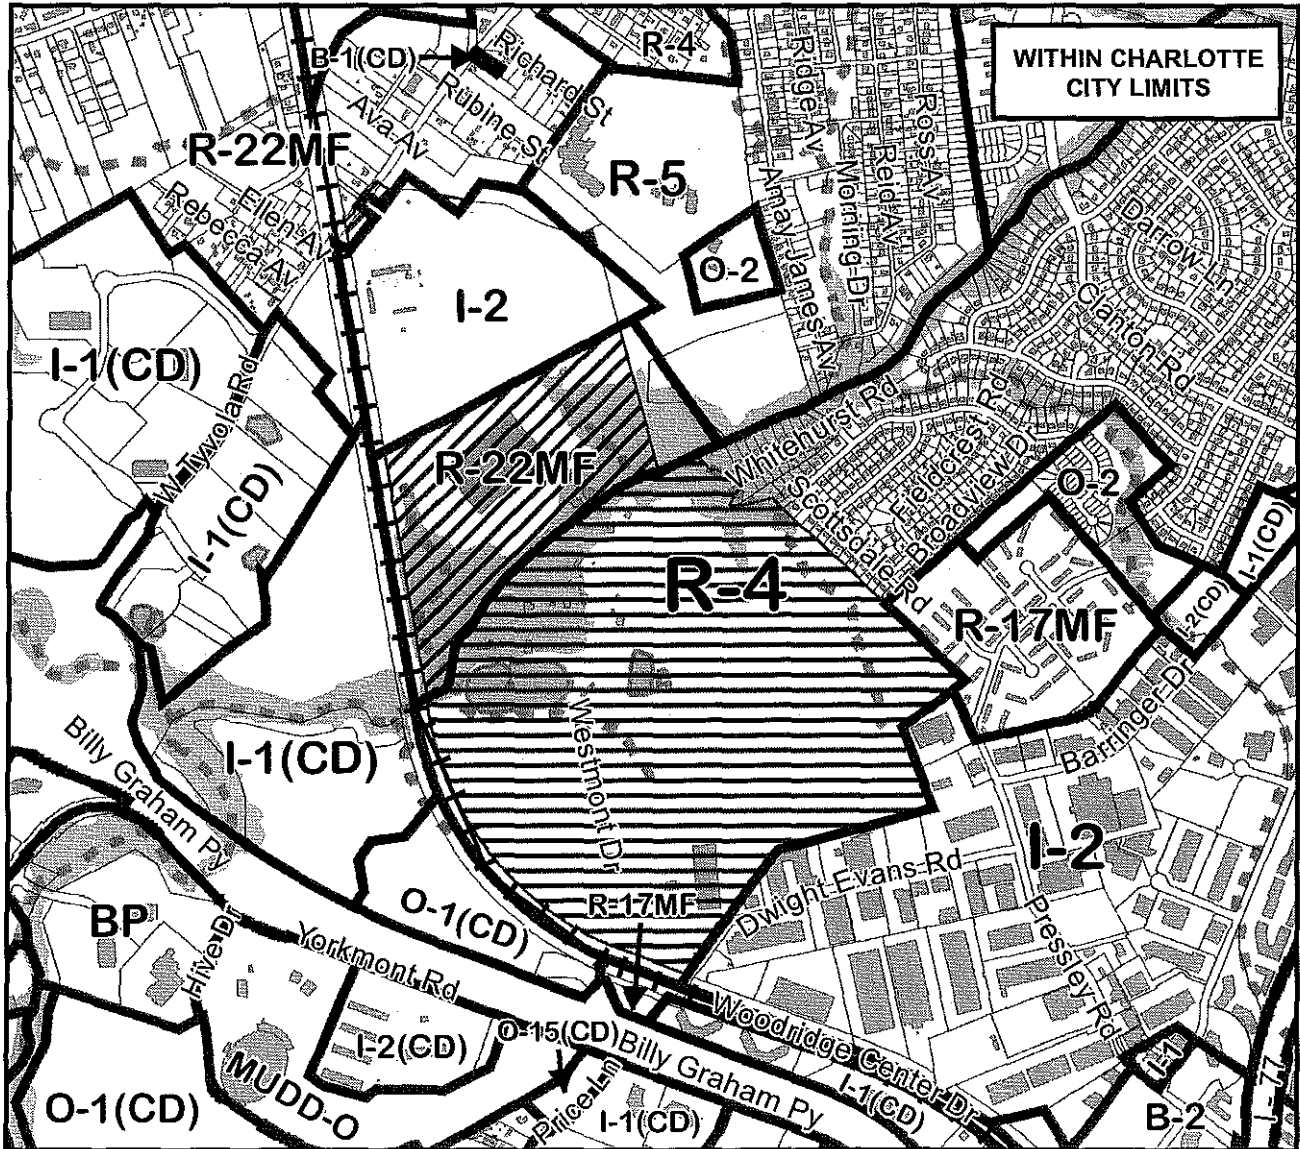 WITHIN CHARLOTTE
CITY LIMITS
B-1(CD)
Richard St
R-4
Rubine St
Ava Av
Ridge Av
Ross AV
Reid Av
Morning Dr
Amay James Av
R-22MF
R-5
Ellen Av
Rebecca Av
O-2
Darrow Ln
Clanton Rd
I-2
I-1(CD)
W Tyvola Rd
I-1(CD)
R-22MF
Whitehurst Rd
Scottsdale Rd
Fieldcrest Rd
Broadview Dr
O-2
I-1(CD)
I-2(CD)
R-4
R-17MF
Barringer Dr
Westmont Dr
I-1(CD)
Billy Graham Py
I-2
Dwight Evans Rd
R-17MF
O-1(CD)
BP
Hive Dr
Yorkmont Rd
Pressley Rd
Woodridge Center Dr
I-2(CD)
O-15(CD)
Billy Graham Py
I-1(CD)
I-1
I-77
B-2
MUDD-O
O-1(CD)
Price Ln
I-1(CD)